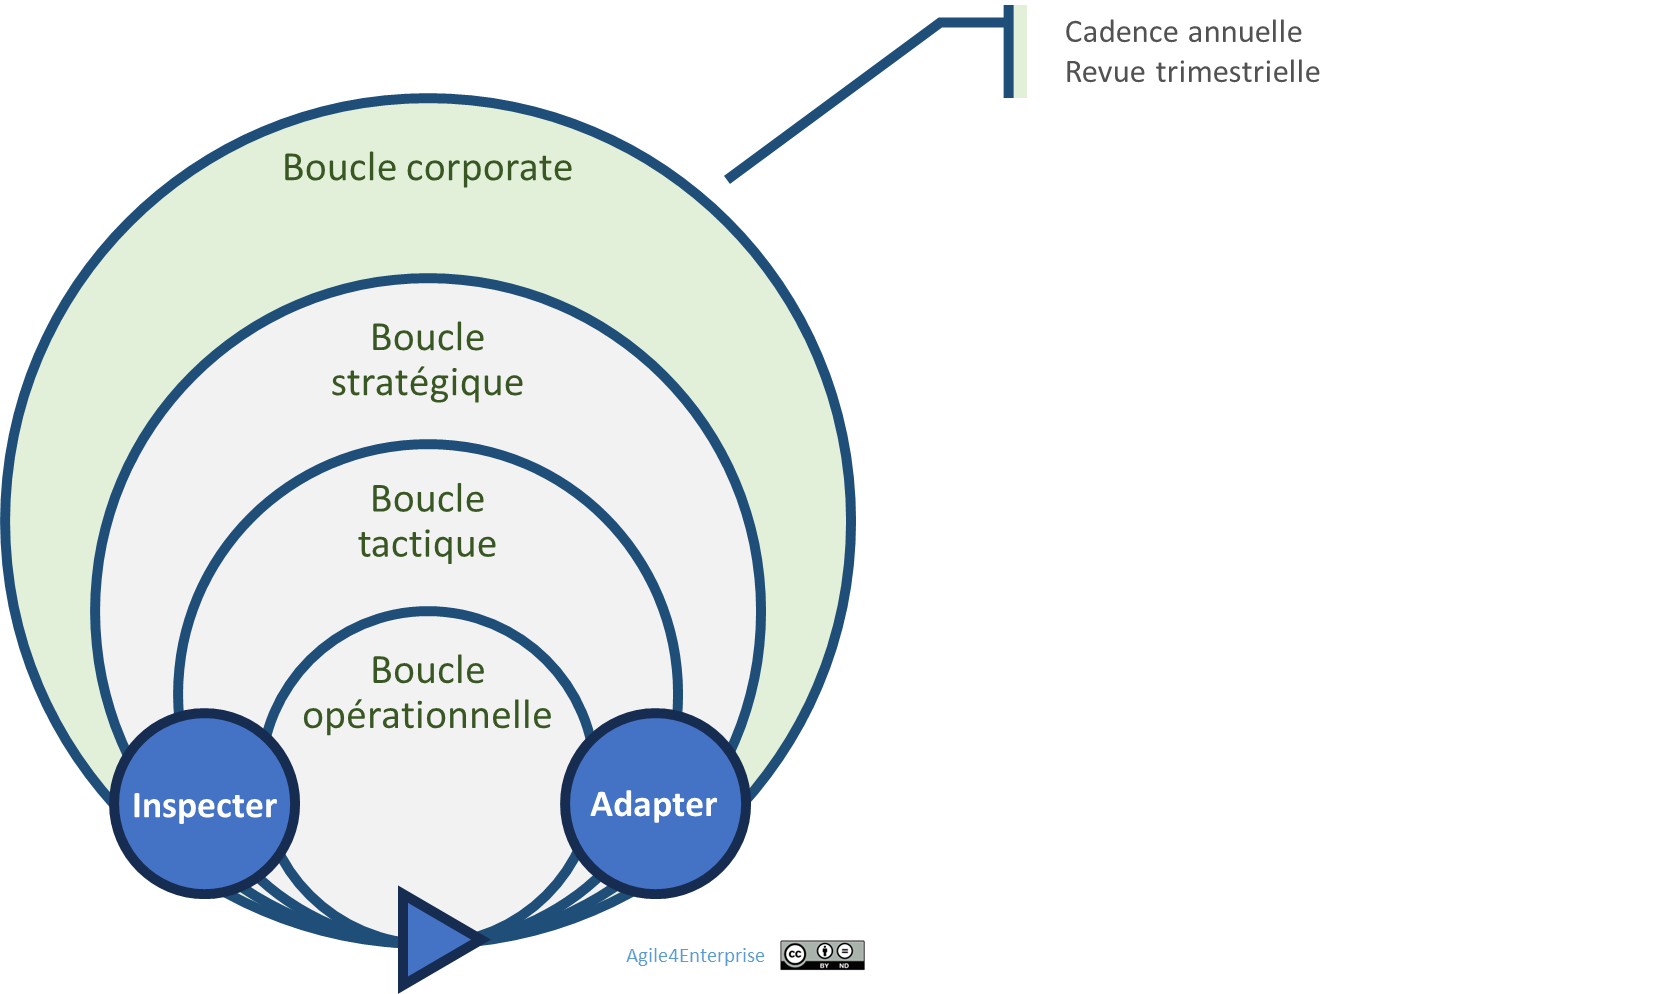 Cadence annuelle
Revue trimestrielle
Boucle corporate
Boucle
stratégique
Boucle
tactique
Boucle
opérationnelle
Inspecter
Adapter
Agile4Enterprise
cc
BY ND